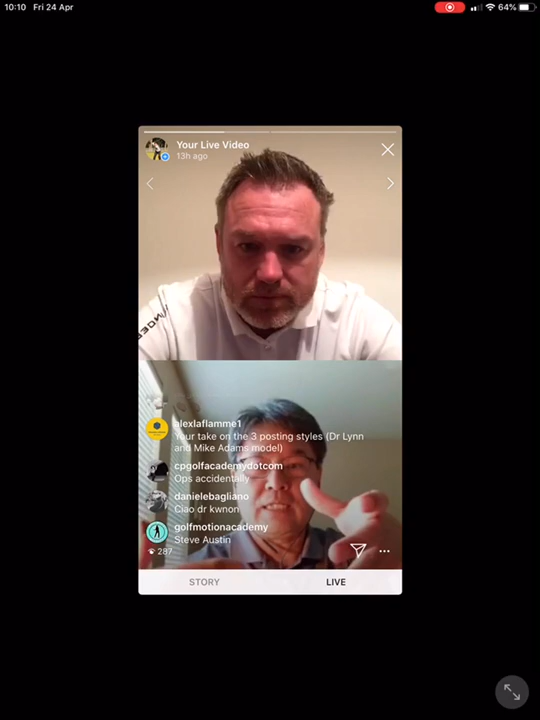 10:10 Fri 24 Apr
64%
Your Live Video
13h ago
alexlaflamme1
Your take on the 3 posting styles (Dr Lynn
and Mike Adams model)
cpgolfacademydotcom
Ops accidentally
danielebagliano
Ciao dr kwnon
golfmotionacademy
Steve Austin
287
STORY
LIVE